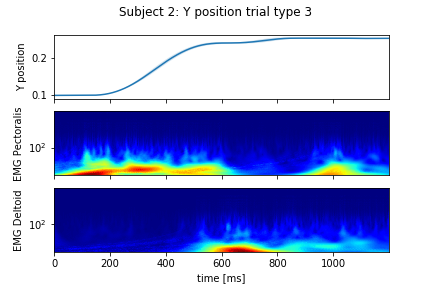 Subject 2: Y position trial type 3
Y position
0.2
0.1
EMG Pectoralis
10²
EMG Deltoid
10²
0 200 400 600 800 1000
time [ms]